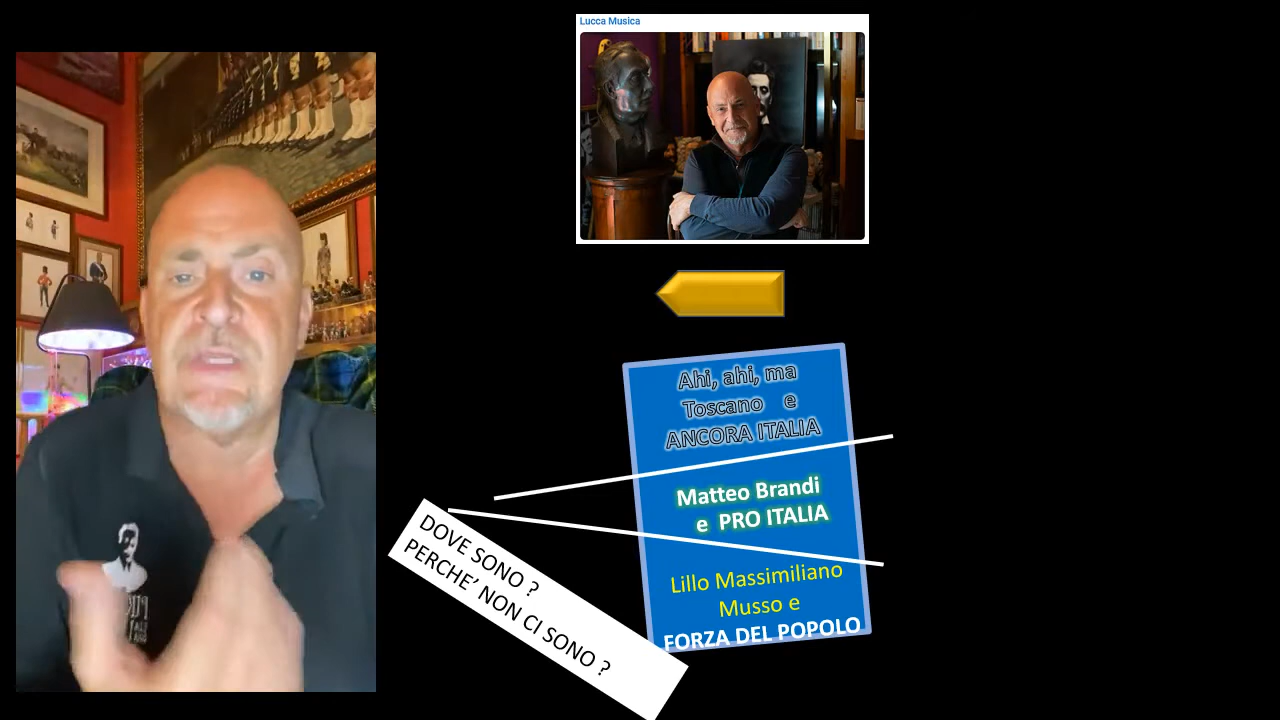 Lucca Musica
Ahi, ahi, ma
Toscano e
ANCORA ITALIA
Matteo Brandi
e PRO ITALIA
Lillo Massimiliano
Musso e
FORZA DEL POPOLO
DOVE SONO ?
PERCHE’ NON CI SONO ?